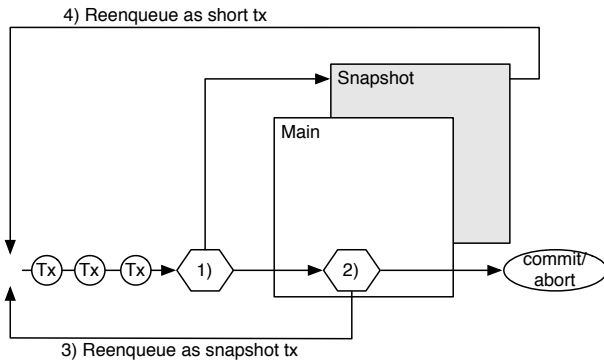 4) Reenqueue as short tx
Snapshot
Main
Tx
Tx
Tx
1)
2)
commit/
abort
3) Reenqueue as snapshot tx